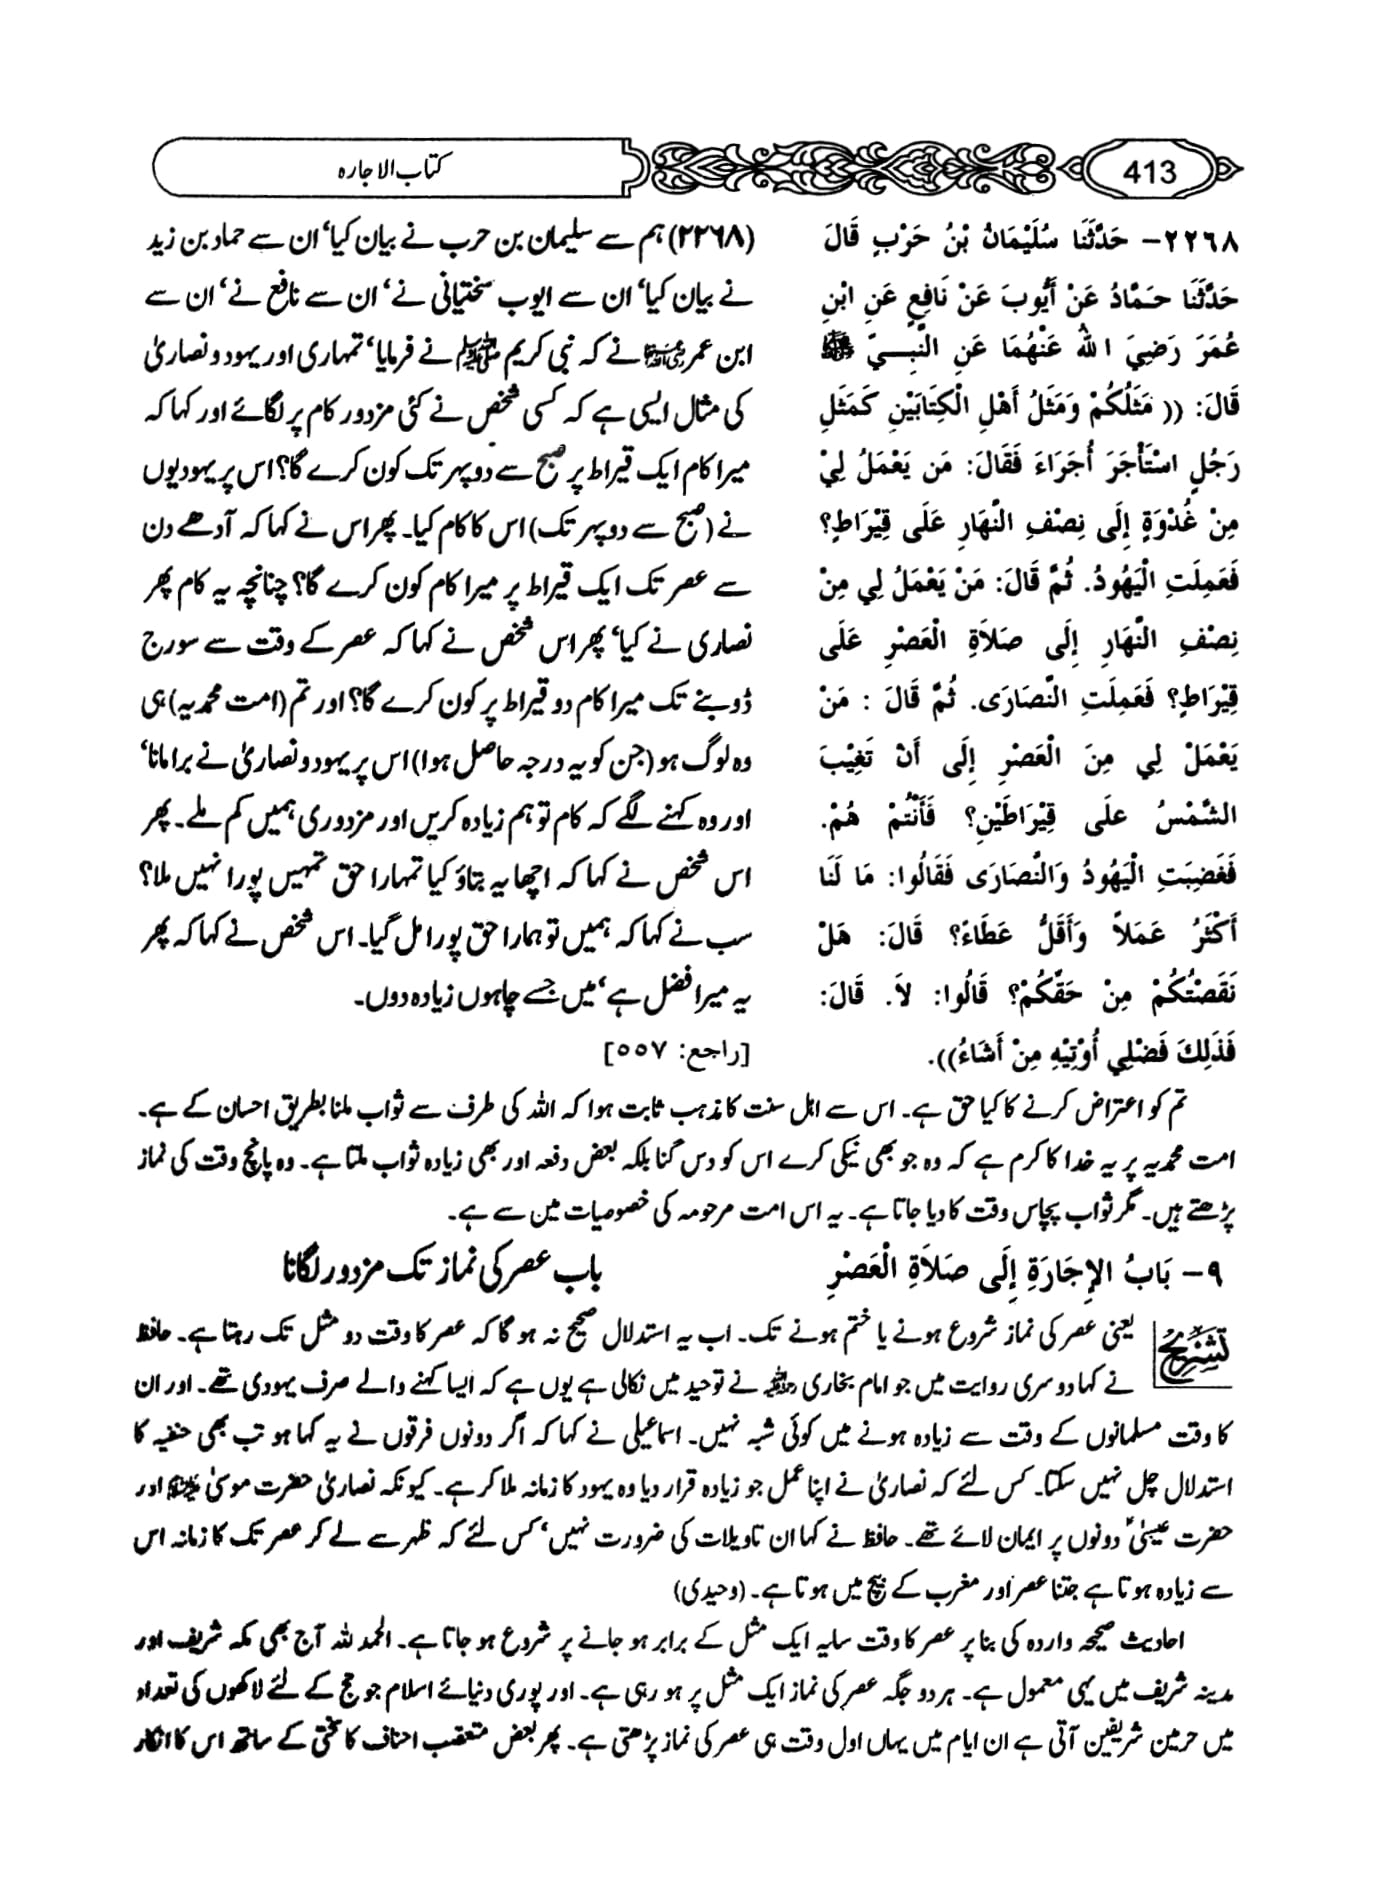 413
کتاب الاجارہ
۲۲۶۸– حَدَّثَنَا سُلَيْمَانُ بْنُ حَرْبٍ قَالَ
حَدَّثَنَا حَمَّادُ عَنْ أَيُّوبَ عَنْ نَافِعٍ عَنِ ابْنِ
عُمَرَ رَضِيَ اللهُ عَنْهُمَا عَنِ النَّبِيِّ ﷺ
قَالَ: ((مَثَلُكُمْ وَمَثَلُ أَهْلِ الْكِتَابَيْنِ كَمَثَلِ
رَجُلٍ اسْتَأْجَرَ أُجَرَاءَ فَقَالَ: مَن يَعْمَلُ لِيْ
مِنْ غُدْوَةٍ إِلَى نِصْفِ النَّهَارِ عَلَى قِيْرَاطٍ؟
فَعَمِلَتِ الْيَهُودُ. ثُمَّ قَالَ: مَنْ يَعْمَلُ لِي مِنْ
نِصْفِ النَّهَارِ إِلَى صَلاَةِ الْعَصْرِ عَلَى
قِيْرَاطٍ؟ فَعَمِلَتِ النَّصَارَى. ثُمَّ قَالَ : مَنْ
يَعْمَلْ لِي مِنَ الْعَصْرِ إِلَى أَنْ تَغِيْبَ
الشَّمْسُ علَى قِيْرَاطَيْنِ؟ فَأَنْتُمْ هُمْ.
فَغَضِبَتِ الْيَهُودُ وَالنَّصَارَى فَقَالُوا: مَا لَنَا
أَكْثَرُ عَمَلاً وَأَقَلُّ عَطَاءً؟ قَالَ: هَلْ
نَقَصْتُكُمْ مِنْ حَقِّكُمْ؟ قَالُوا: لاَ. قَالَ:
فَذَلِكَ فَضْلِي أُوْتِيْهِ مِنْ أَشَاءُ)).
(۲۲۶۸) ہم سے سلیمان بن حرب نے بیان کیا‘ ان سے حماد بن زید
نے بیان کیا‘ ان سے ایوب سختیانی نے‘ ان سے نافع نے‘ ان سے
ابن عمر رضی اللہ عنہما نے کہ نبی کریم ﷺ نے فرمایا‘ تمہاری اور یہود و نصاریٰ
کی مثال ایسی ہے کہ کسی شخص نے کئی مزدور کام پر لگائے اور کہا کہ
میرا کام ایک قیراط پر صبح سے دوپہر تک کون کرے گا؟ اس پر یہودیوں
نے (صبح سے دوپہر تک) اس کا کام کیا۔ پھر اس نے کہا کہ آدھے دن
سے عصر تک ایک قیراط پر میرا کام کون کرے گا؟ چنانچہ یہ کام پھر
نصاری نے کیا‘ پھر اس شخص نے کہا کہ عصر کے وقت سے سورج
ڈوبنے تک میرا کام دو قیراط پر کون کرے گا؟ اور تم (امت محمدیہ) ہی
وہ لوگ ہو (جن کو یہ درجہ حاصل ہوا) اس پر یہود و نصاریٰ نے برا مانا‘
اور وہ کہنے لگے کہ کام تو ہم زیادہ کریں اور مزدوری ہمیں کم ملے۔ پھر
اس شخص نے کہا کہ اچھا یہ بتاؤ کیا تمہارا حق تمہیں پورا نہیں ملا؟
سب نے کہا کہ ہمیں تو ہمارا حق پورا مل گیا۔ اس شخص نے کہا کہ پھر
یہ میرا فضل ہے‘ میں جسے چاہوں زیادہ دوں۔
[راجع: ۵۵۷]
تم کو اعتراض کرنے کا کیا حق ہے۔ اس سے اہل سنت کا مذہب ثابت ہوا کہ اللہ کی طرف سے ثواب ملنا بطریق احسان کے ہے۔
امت محمدیہ پر یہ خدا کا کرم ہے کہ وہ جو بھی نیکی کرے اس کو دس گنا بلکہ بعض دفعہ اور بھی زیادہ ثواب ملتا ہے۔ وہ پانچ وقت کی نماز
پڑھتے ہیں۔ مگر ثواب پچاس وقت کا دیا جاتا ہے۔ یہ اس امت مرحومہ کی خصوصیات مین سے ہے۔
۹– بَابُ الإِجَارَةِ إِلَى صَلاَةِ الْعَصْرِ
باب عصر کی نماز تک مزدور لگانا
تشریح یعنی عصر کی نماز شروع ہونے یا ختم ہونے تک۔ اب یہ استدلال صحیح نہ ہو گا کہ عصر کا وقت دو مثل تک رہتا ہے۔ حافظ
نے کہا دوسری روایت میں جو امام بخاری رحمہ اللہ نے توحید میں نکالی ہے یوں ہے کہ ایسا کہنے والے صرف یہودی تھے۔ اور ان
کا وقت مسلمانوں کے وقت سے زیادہ ہونے میں کوئی شبہ نہیں۔ اسماعیلی نے کہا کہ اگر دونوں فرقوں نے یہ کہا ہو تب بھی حنفیہ کا
استدلال چل نہیں سکتا۔ کس لئے کہ نصاریٰ نے اپنا عمل جو زیادہ قرار دیا وہ یہود کا زمانہ ملا کر ہے۔ کیونکہ نصاریٰ حضرت موسیٰ علیہ السلام اور
حضرت عیسیٰؑ دونوں پر ایمان لائے تھے۔ حافظ نے کہا ان تاویلات کی ضرورت نہیں‘ کس لئے کہ ظہر سے لے کر عصر تک کا زمانہ اس
سے زیادہ ہوتا ہے جتنا عصر اور مغرب کے بیچ میں ہوتا ہے۔ (وحیدی)
احادیث صحیحہ واردہ کی بنا پر عصر کا وقت سایہ ایک مثل کے برابر ہو جانے پر شروع ہو جاتا ہے۔ الحمد للہ آج بھی مکہ شریف اور
مدینہ شریف میں یہی معمول ہے۔ ہر دو جگہ عصر کی نماز ایک مثل پر ہو رہی ہے۔ اور پوری دنیائے اسلام جو حج کے لئے لاکھوں کی تعداد
میں حرمین شریفین آتی ہے ان ایام میں یہاں اول وقت ہی عصر کی نماز پڑھتی ہے۔ پھر بعض متعصب احناف کا سختی کے ساتھ اس کا انکار